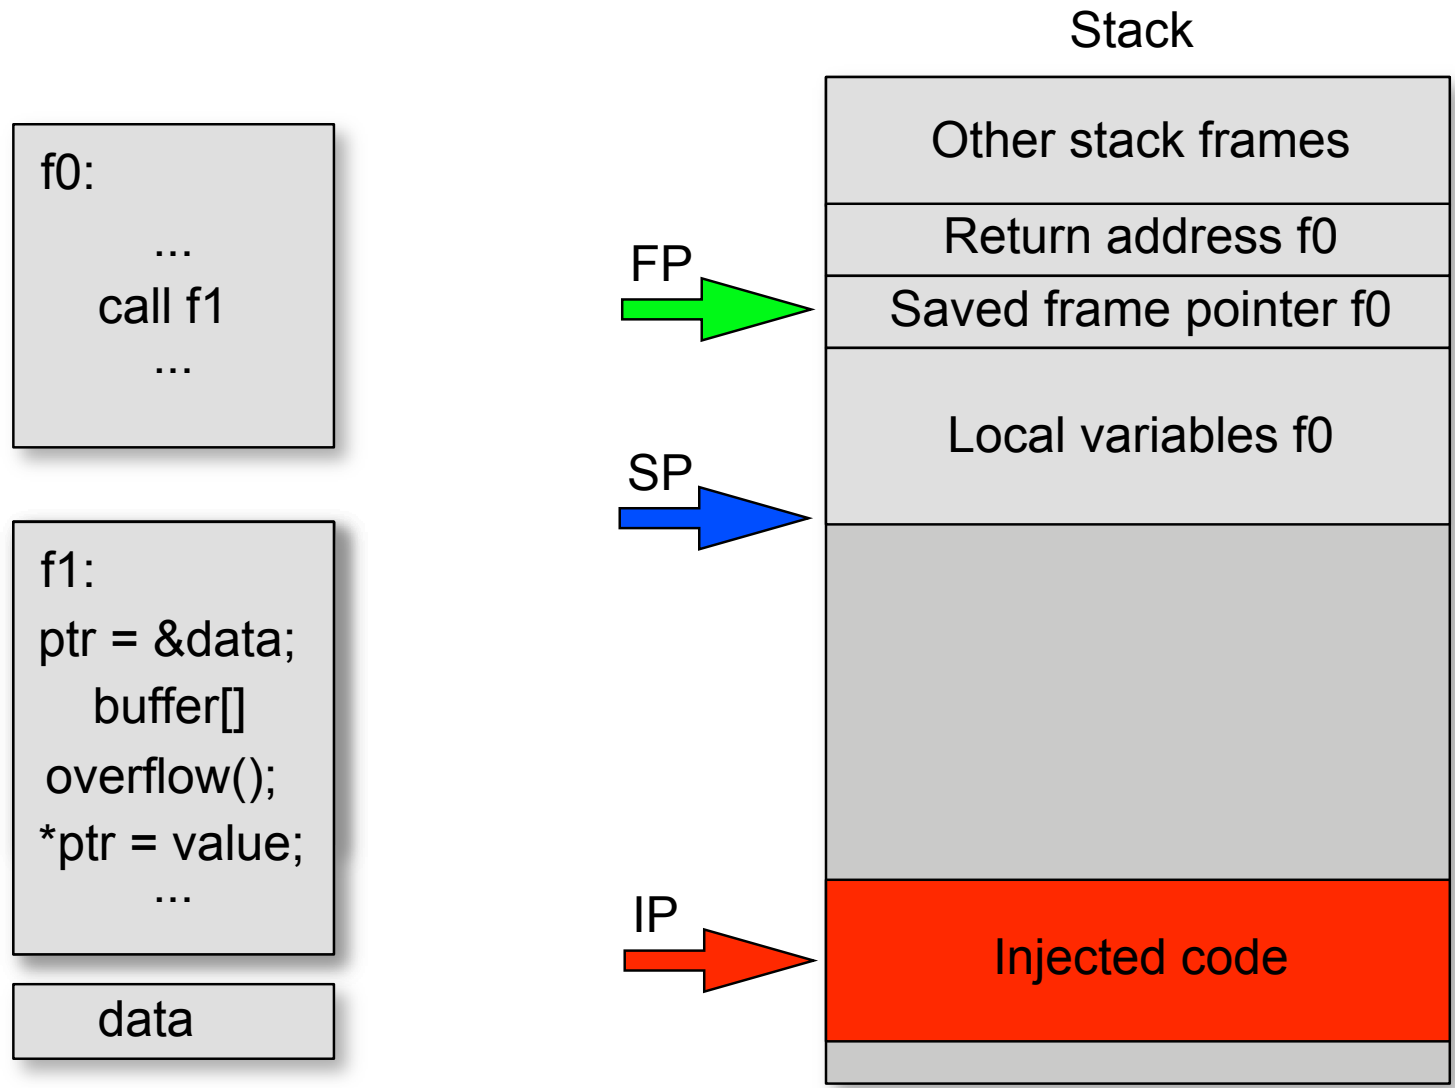 Stack
f0:
...
call f1
...
f1:
ptr = &data;
buffer[]
overflow();
*ptr = value;
...
data
FP
SP
IP
Other stack frames
Return address f0
Saved frame pointer f0
Local variables f0
Injected code